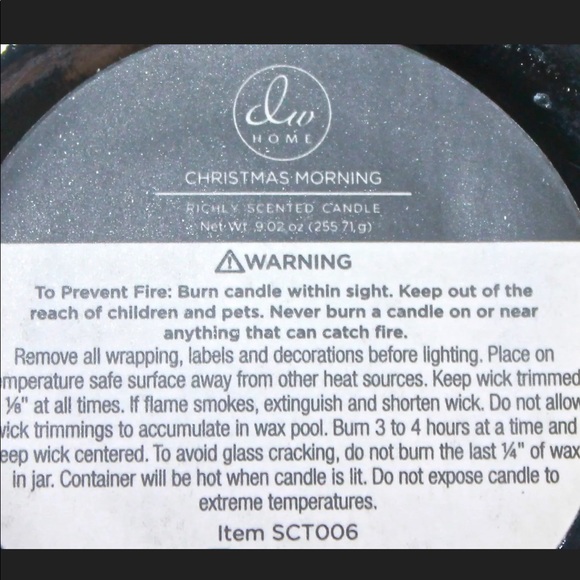 dw
HOME
CHRISTMAS MORNING
RICHLY SCENTED CANDLE
Net Wt .9.02 oz (255.71 g)
WARNING
To Prevent Fire: Burn candle within sight. Keep out of the
reach of children and pets. Never burn a candle on or near
anything that can catch fire.
Remove all wrapping, labels and decorations before lighting. Place on
emperature safe surface away from other heat sources. Keep wick trimmed
⅛" at all times. If flame smokes, extinguish and shorten wick. Do not allow
wick trimmings to accumulate in wax pool. Burn 3 to 4 hours at a time and
eep wick centered. To avoid glass cracking, do not burn the last ¼" of wax
in jar. Container will be hot when candle is lit. Do not expose candle to
extreme temperatures.
Item SCT006